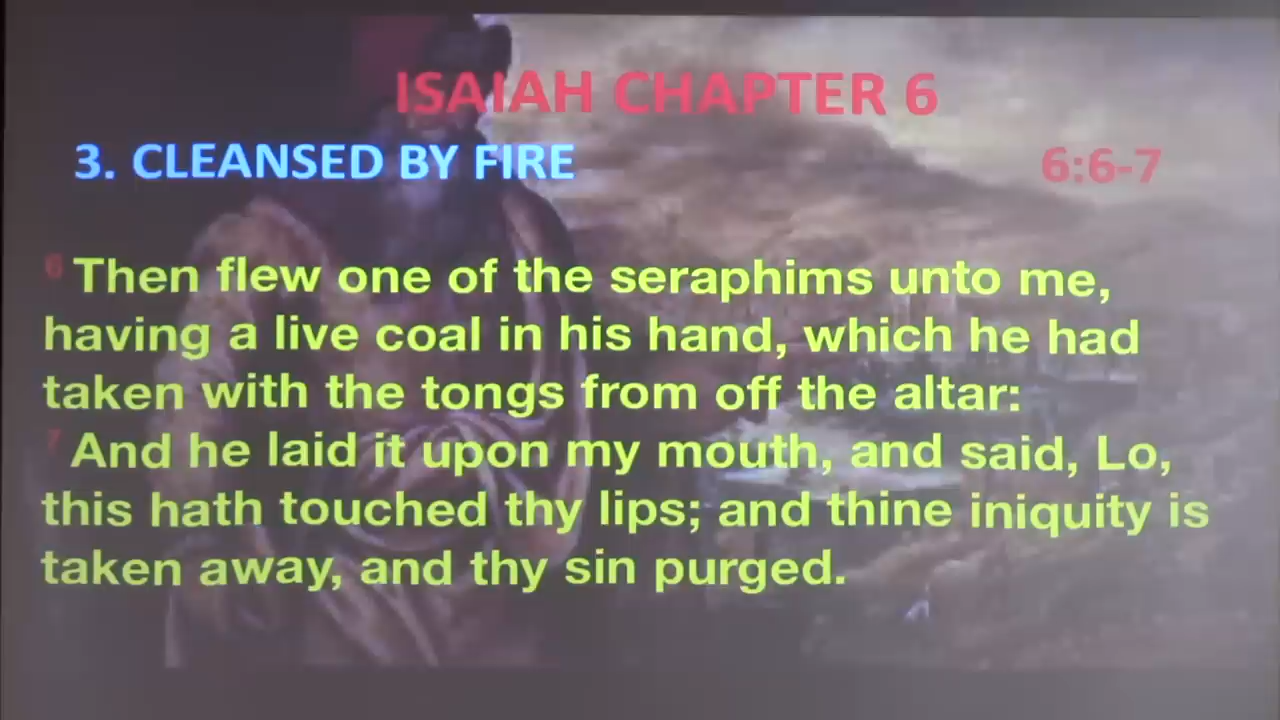 ISAIAH CHAPTER 6
3. CLEANSED BY FIRE 6:6-7
6 Then flew one of the seraphims unto me,
having a live coal in his hand, which he had
taken with the tongs from off the altar:
7 And he laid it upon my mouth, and said, Lo,
this hath touched thy lips; and thine iniquity is
taken away, and thy sin purged.